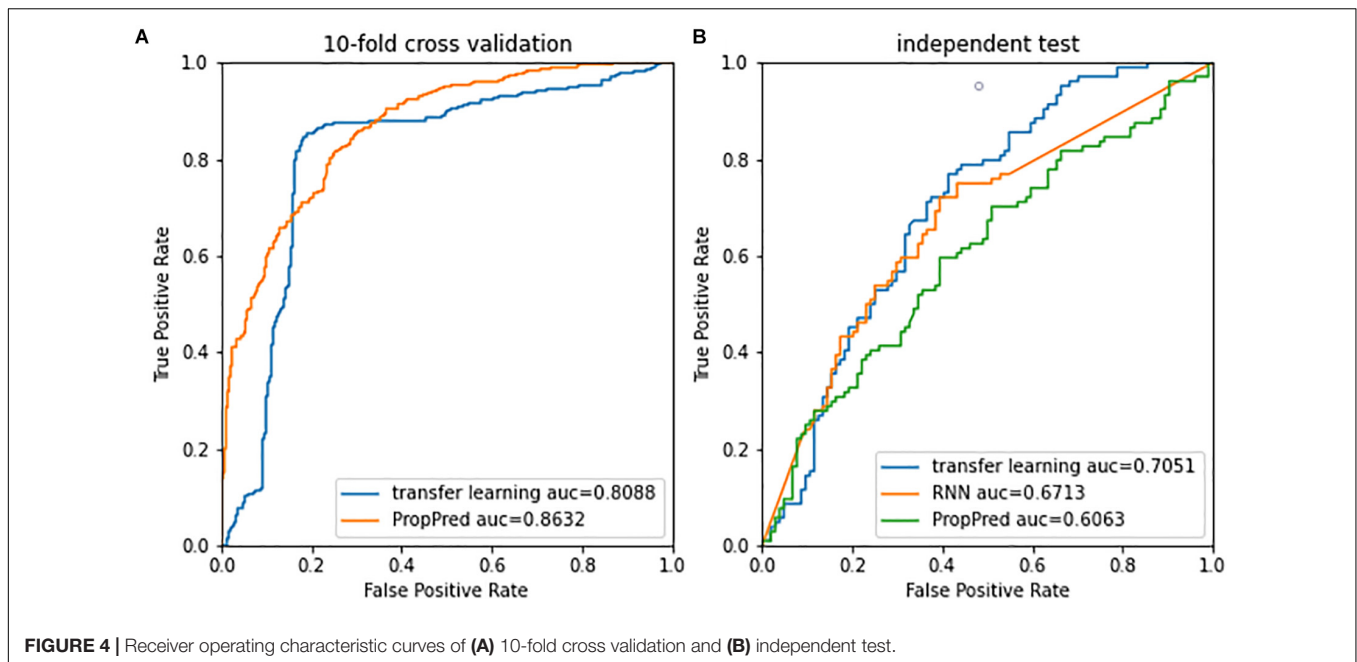 A
10-fold cross validation
1.0
0.8
0.6
0.4
0.2
0.0
True Positive Rate
transfer learning auc=0.8088
PropPred auc=0.8632
0.0 0.2 0.4 0.6 0.8 1.0
False Positive Rate
B
independent test
1.0
0.8
0.6
0.4
0.2
0.0
True Positive Rate
transfer learning auc=0.7051
RNN auc=0.6713
PropPred auc=0.6063
0.0 0.2 0.4 0.6 0.8 1.0
False Positive Rate
FIGURE 4 | Receiver operating characteristic curves of (A) 10-fold cross validation and (B) independent test.